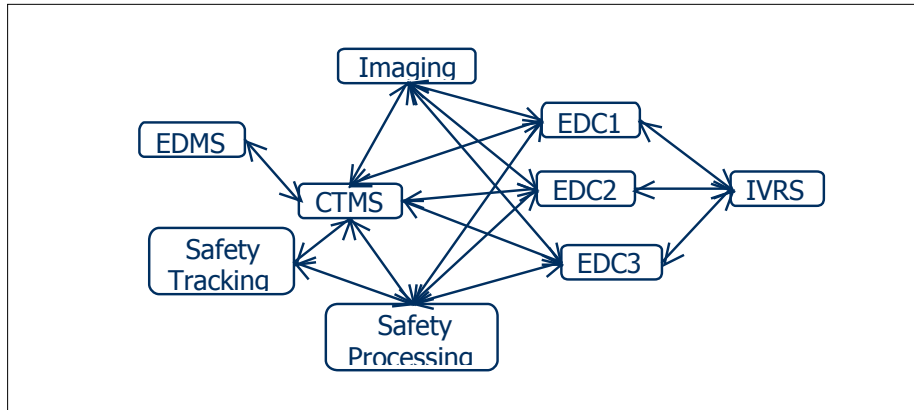 Imaging
EDC1
EDMS
CTMS
EDC2
IVRS
Safety
Tracking
EDC3
Safety
Processing